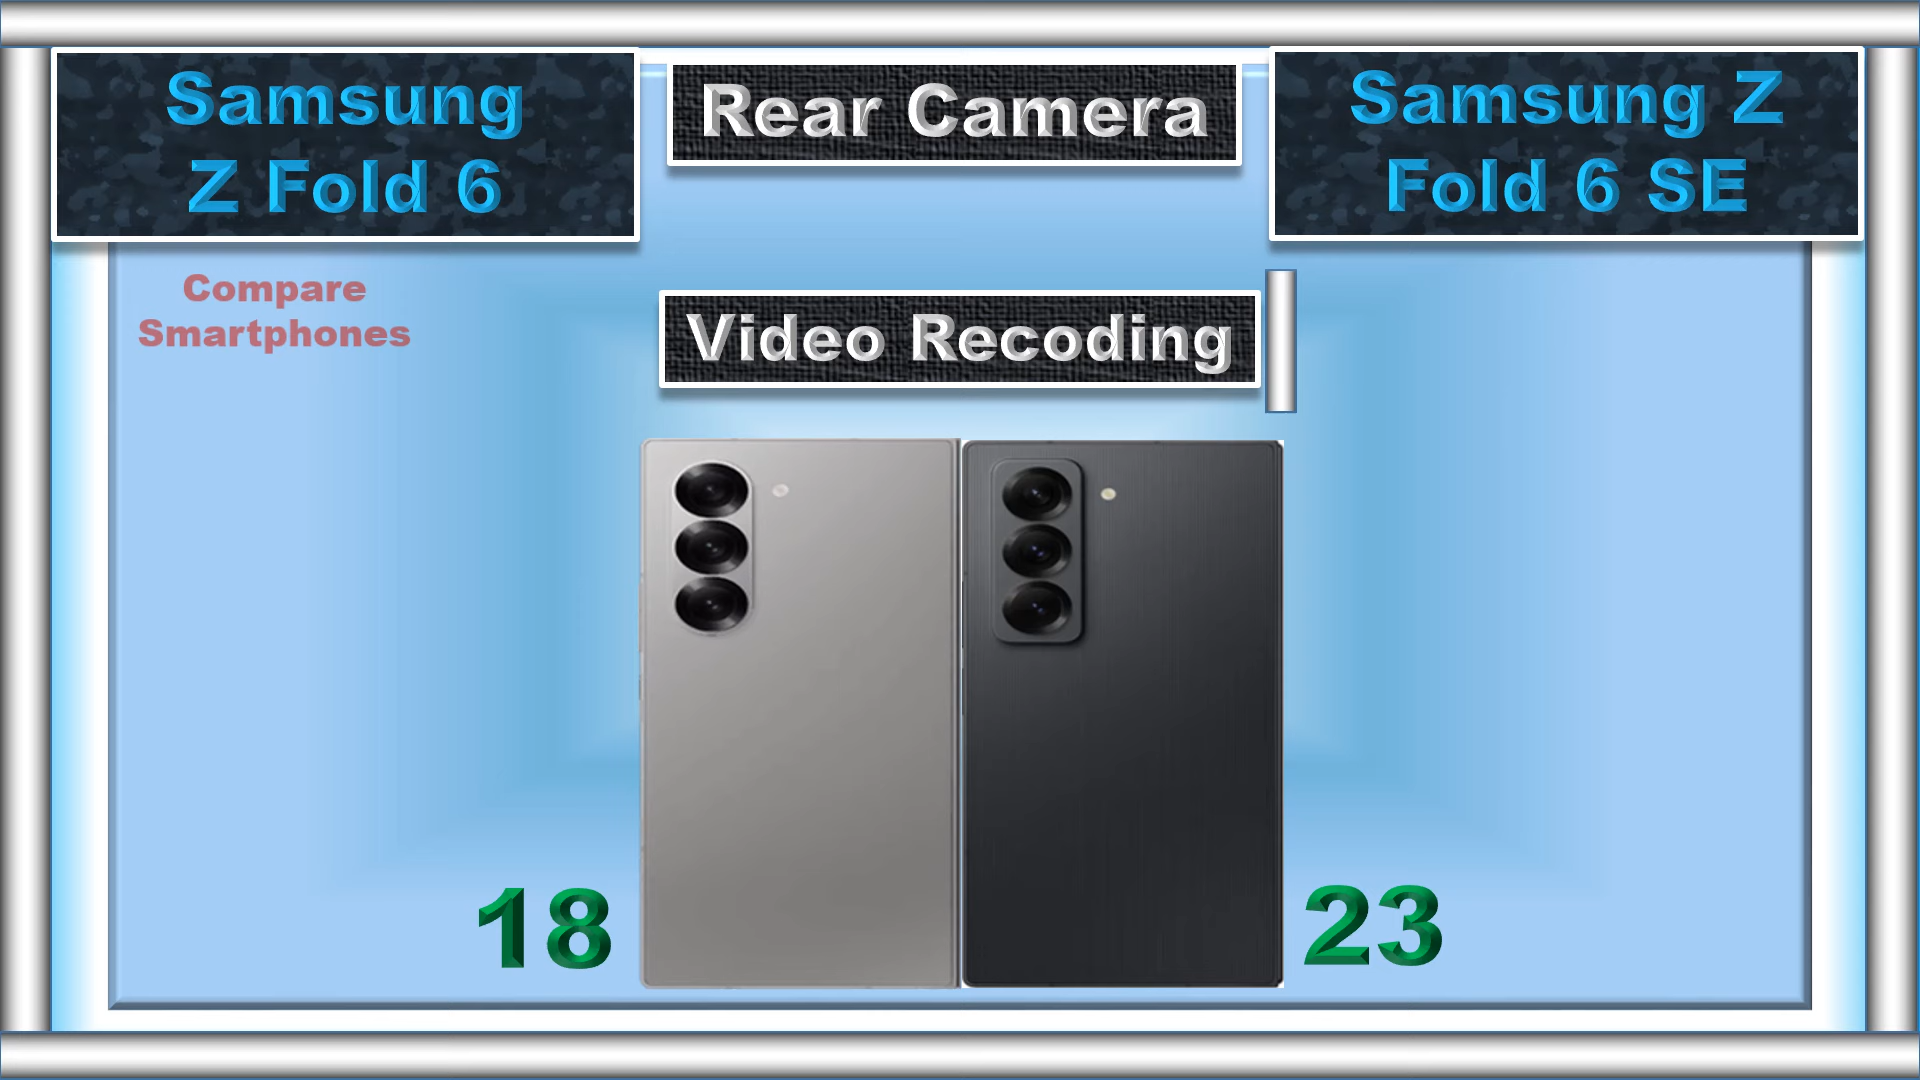 Samsung
Z Fold 6
Rear Camera
Samsung Z
Fold 6 SE
Compare
Smartphones
Video Recoding
18
23